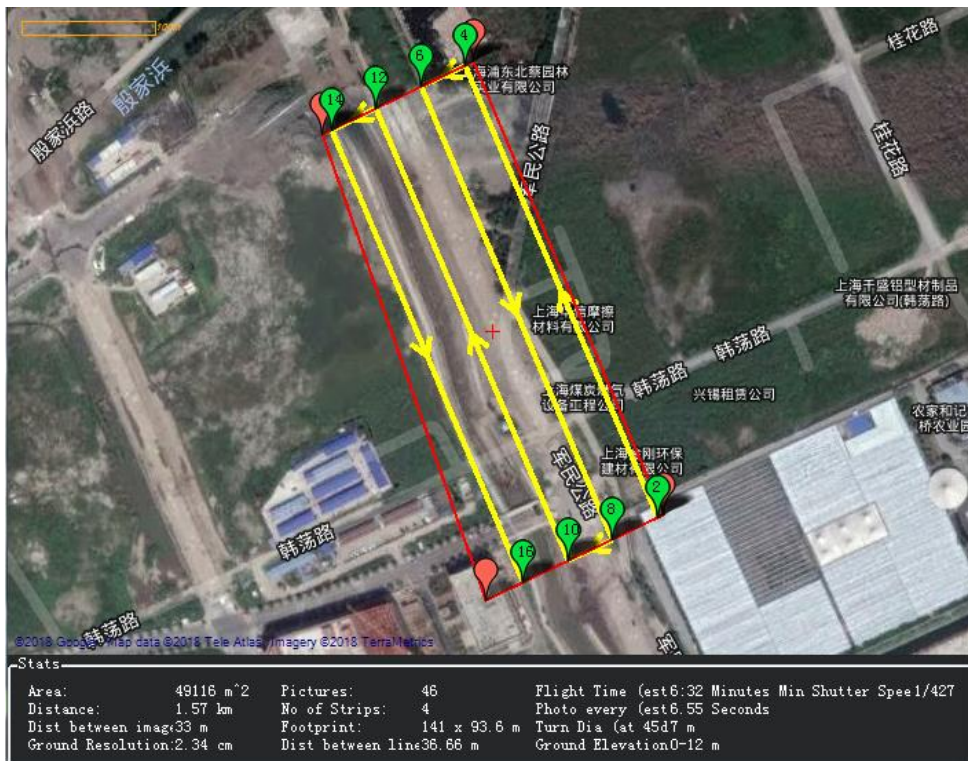 殷家浜
殷家浜路
14
12
6
4
海浦东北蔡园林
实业有限公司
桂花路
桂花路
军民公路
上海禾盛铝型材制品
有限公司(韩荡路)
材料有限公司
韩荡路
韩荡路
上海煤炭
设备工程公司
兴锡租赁公司
农家和记
桥农业园
建材有限公司
军民公路
2
8
10
16
韩荡路
韩荡路
©2018 Google, Map data ©2018 Tele Atlas, Imagery ©2018 TerraMetrics
Stats
Area: 49116 m^2 Pictures: 46 Flight Time (est 6:32 Minutes Min Shutter Spee 1/427
Distance: 1.57 km No of Strips: 4 Photo every (est 6.55 Seconds
Dist between image 33 m Footprint: 141 x 93.6 m Turn Dia (at 45d 7 m
Ground Resolution: 2.34 cm Dist between line 36.66 m Ground Elevation 0-12 m